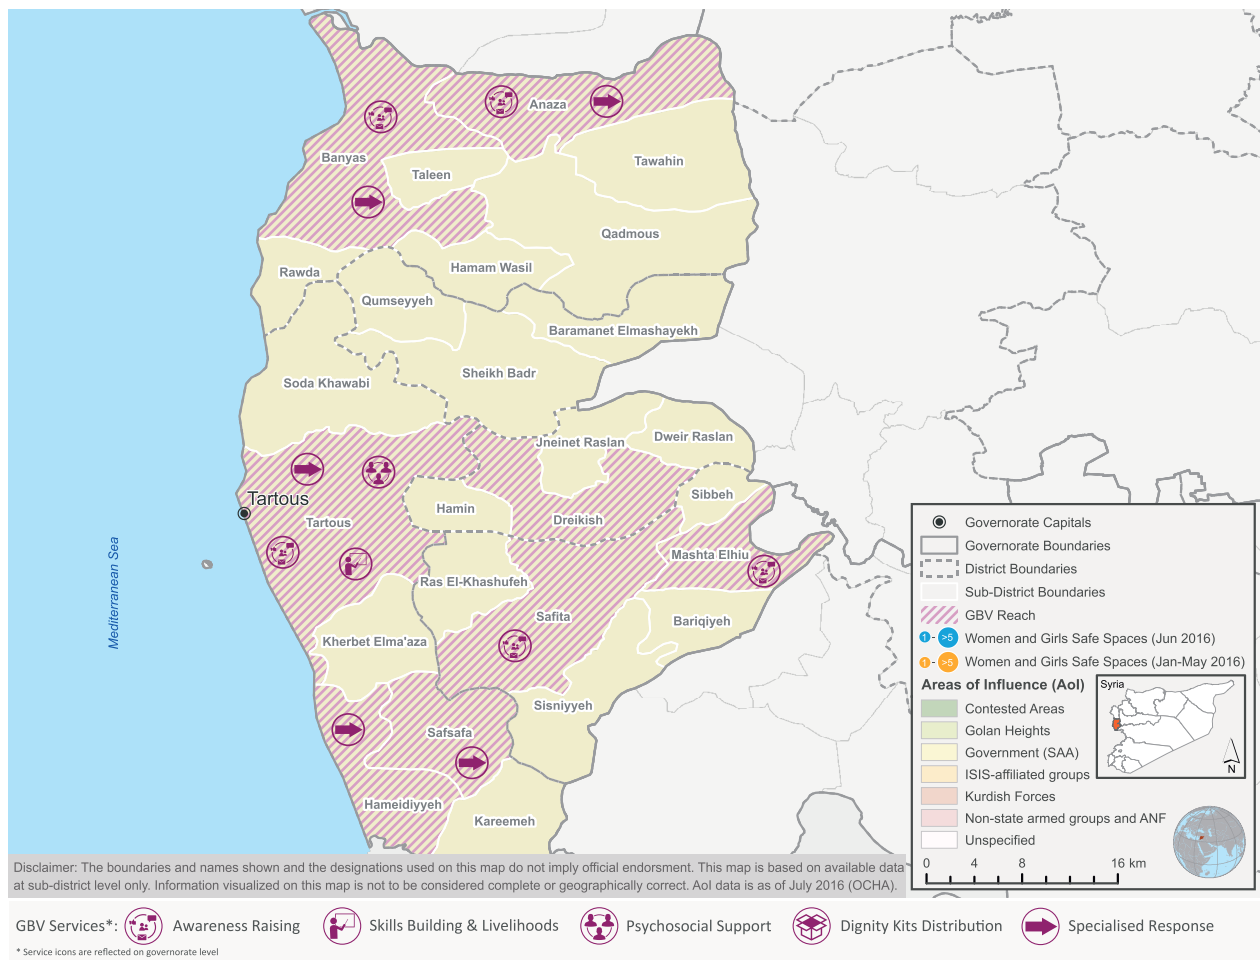 Anaza
Banyas
Taleen
Tawahin
Qadmous
Rawda
Hamam Wasil
Qumseyyeh
Baramanet Elmashayekh
Soda Khawabi
Sheikh Badr
Jneinet Raslan
Dweir Raslan
Sibbeh
Tartous
Hamin
Dreikish
Tartous
Mashta Elhiu
Ras El-Khashufeh
Safita
Bariqiyeh
Kherbet Elma'aza
Mediterranean Sea
Sisniyyeh
Safsafa
Hameidiyyeh
Kareemeh
Governorate Capitals
Governorate Boundaries
District Boundaries
Sub-District Boundaries
GBV Reach
1 - >5 Women and Girls Safe Spaces (Jun 2016)
1 - >5 Women and Girls Safe Spaces (Jan-May 2016)
Areas of Influence (AoI)
Contested Areas
Golan Heights
Government (SAA)
ISIS-affiliated groups
Kurdish Forces
Non-state armed groups and ANF
Unspecified
Syria
N
0 4 8 16 km
Disclaimer: The boundaries and names shown and the designations used on this map do not imply official endorsment. This map is based on available data
at sub-district level only. Information visualized on this map is not to be considered complete or geographically correct. AoI data is as of July 2016 (OCHA).
GBV Services*: Awareness Raising Skills Building & Livelihoods Psychosocial Support Dignity Kits Distribution Specialised Response
* Service icons are reflected on governorate level